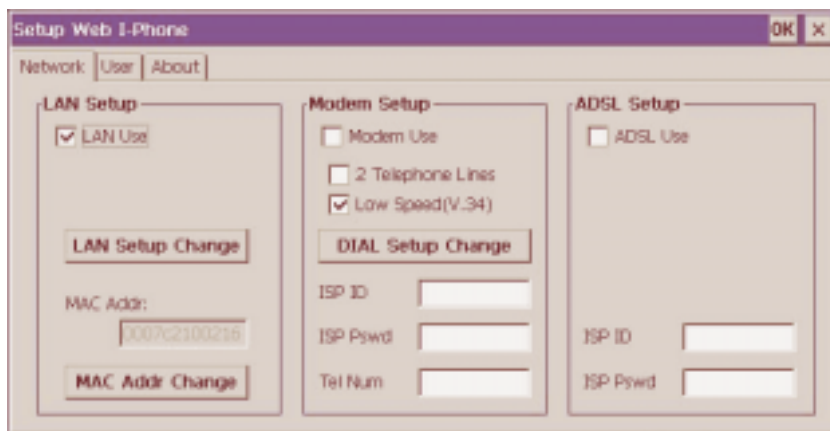 Setup Web I-Phone
OK ×
Network User About
LAN Setup
LAN Use
LAN Setup Change
MAC Addr:
0007c2100216
MAC Addr Change
Modem Setup
Modem Use
2 Telephone Lines
Low Speed(V.34)
DIAL Setup Change
ISP ID
ISP Pswd
Tel Num
ADSL Setup
ADSL Use
ISP ID
ISP Pswd